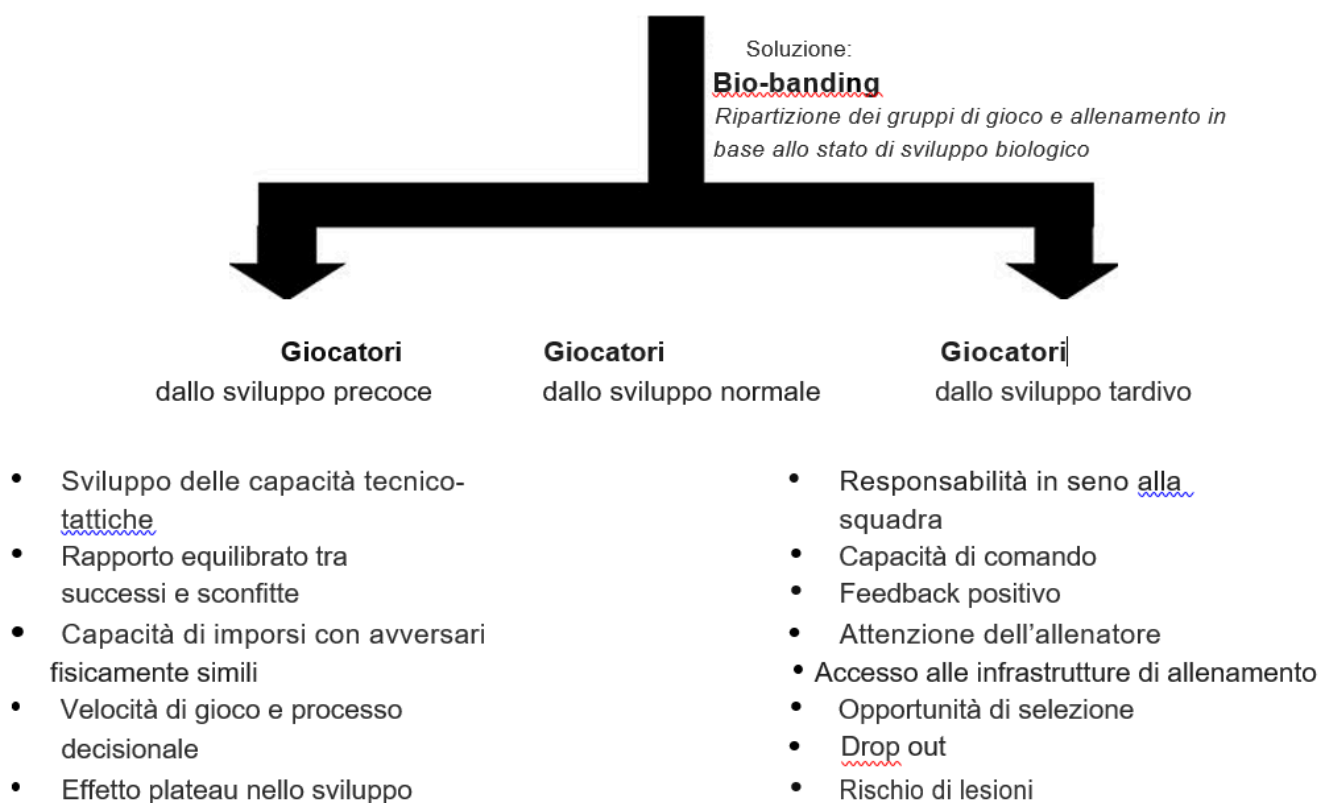 Soluzione:
Bio-banding
Ripartizione dei gruppi di gioco e allenamento in
base allo stato di sviluppo biologico
Giocatori
dallo sviluppo precoce
Giocatori
dallo sviluppo normale
Giocatori
dallo sviluppo tardivo
• Sviluppo delle capacità tecnico-
tattiche
• Rapporto equilibrato tra
successi e sconfitte
• Capacità di imporsi con avversari
fisicamente simili
• Velocità di gioco e processo
decisionale
• Effetto plateau nello sviluppo
• Responsabilità in seno alla
squadra
• Capacità di comando
• Feedback positivo
• Attenzione dell’allenatore
• Accesso alle infrastrutture di allenamento
• Opportunità di selezione
• Drop out
• Rischio di lesioni